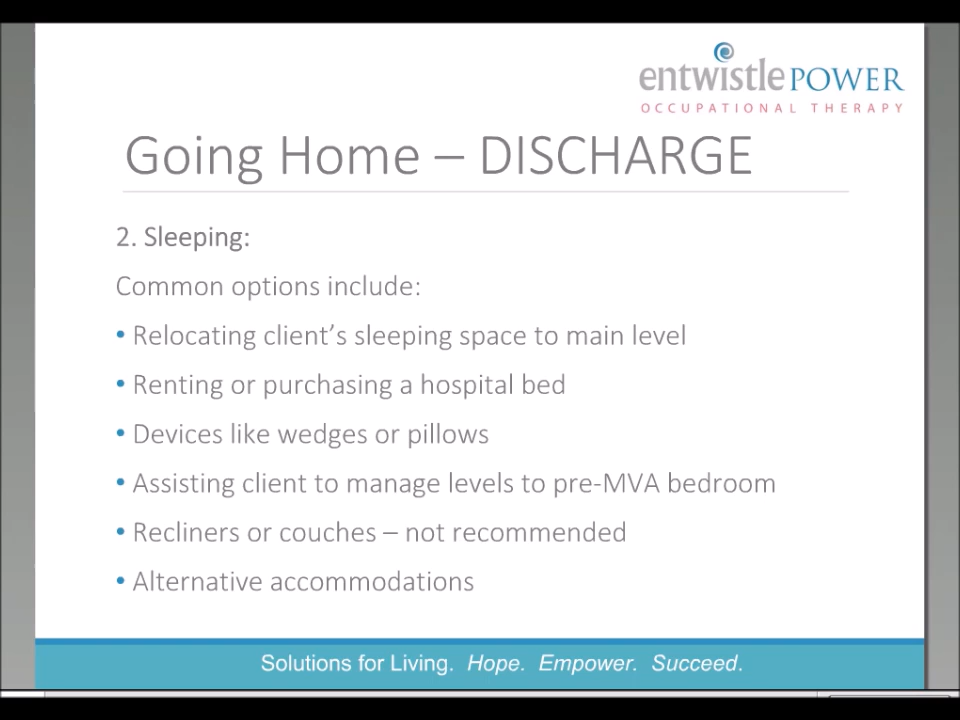 entwistlePOWER
OCCUPATIONAL THERAPY
Going Home – DISCHARGE
2. Sleeping:
Common options include:
• Relocating client’s sleeping space to main level
• Renting or purchasing a hospital bed
• Devices like wedges or pillows
• Assisting client to manage levels to pre-MVA bedroom
• Recliners or couches – not recommended
• Alternative accommodations
Solutions for Living. Hope. Empower. Succeed.